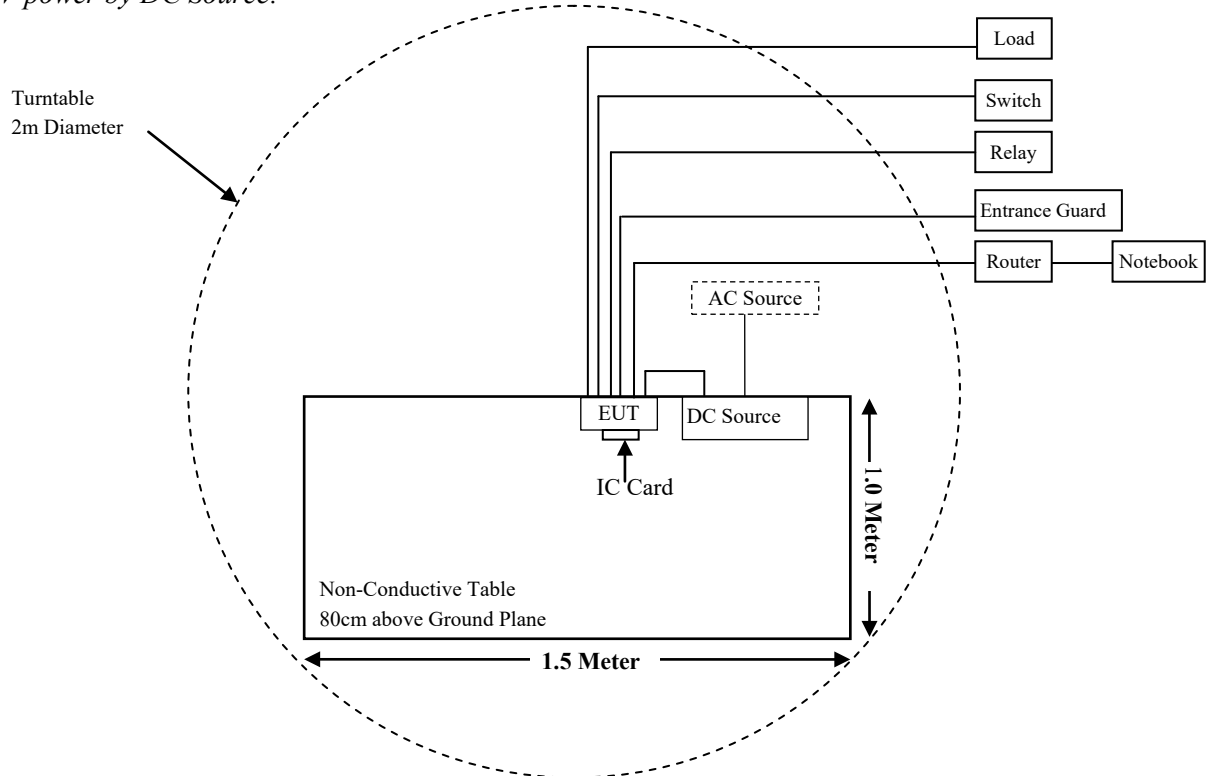 power by DC Source.
Load
Turntable
2m Diameter
Switch
Relay
Entrance Guard
Router
Notebook
AC Source
EUT
DC Source
IC Card
1.0 Meter
Non-Conductive Table
80cm above Ground Plane
1.5 Meter